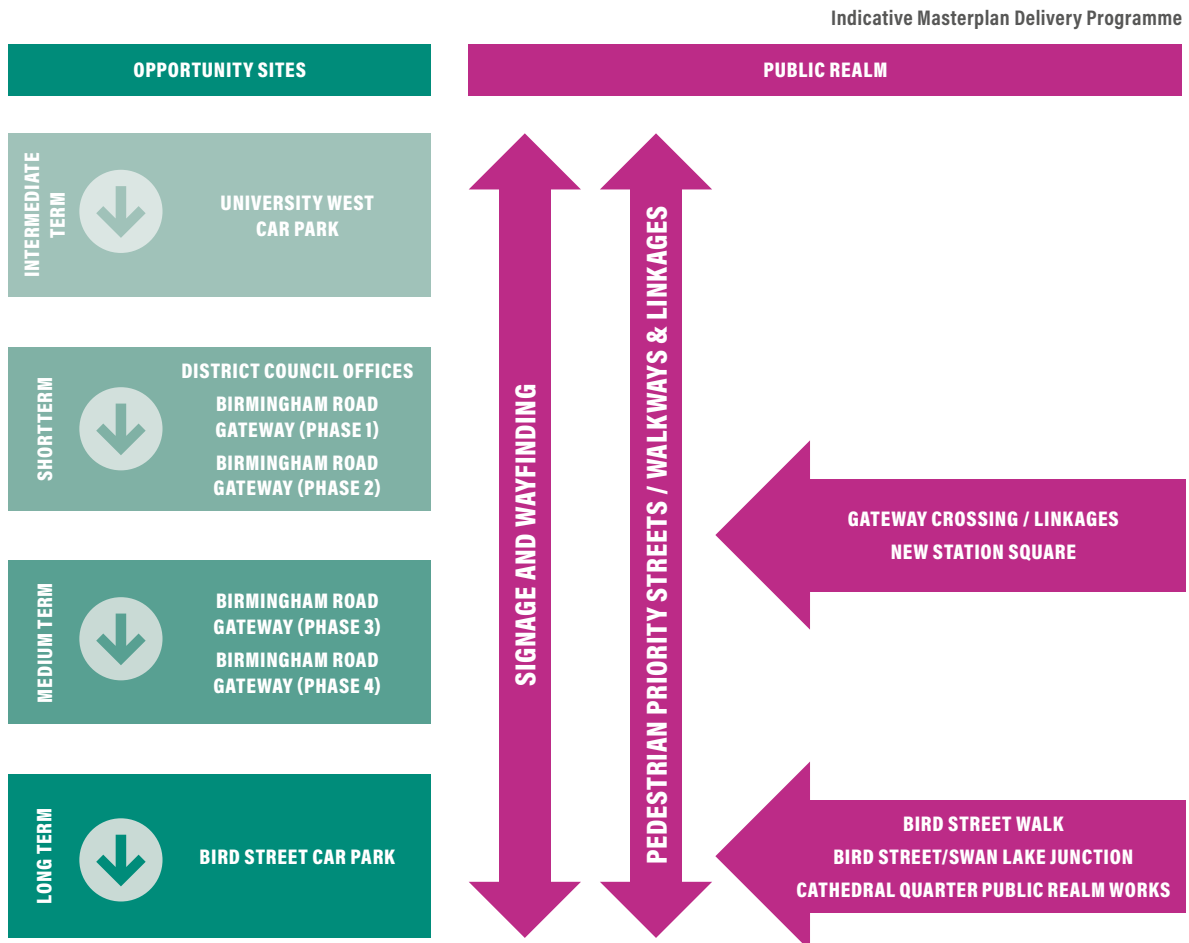 Indicative Masterplan Delivery Programme
OPPORTUNITY SITES
PUBLIC REALM
INTERMEDIATE
TERM
UNIVERSITY WEST
CAR PARK
SHORT TERM
DISTRICT COUNCIL OFFICES
BIRMINGHAM ROAD
GATEWAY (PHASE 1)
BIRMINGHAM ROAD
GATEWAY (PHASE 2)
MEDIUM TERM
BIRMINGHAM ROAD
GATEWAY (PHASE 3)
BIRMINGHAM ROAD
GATEWAY (PHASE 4)
LONG TERM
BIRD STREET CAR PARK
SIGNAGE AND WAYFINDING
PEDESTRIAN PRIORITY STREETS / WALKWAYS & LINKAGES
GATEWAY CROSSING / LINKAGES
NEW STATION SQUARE
BIRD STREET WALK
BIRD STREET/SWAN LAKE JUNCTION
CATHEDRAL QUARTER PUBLIC REALM WORKS